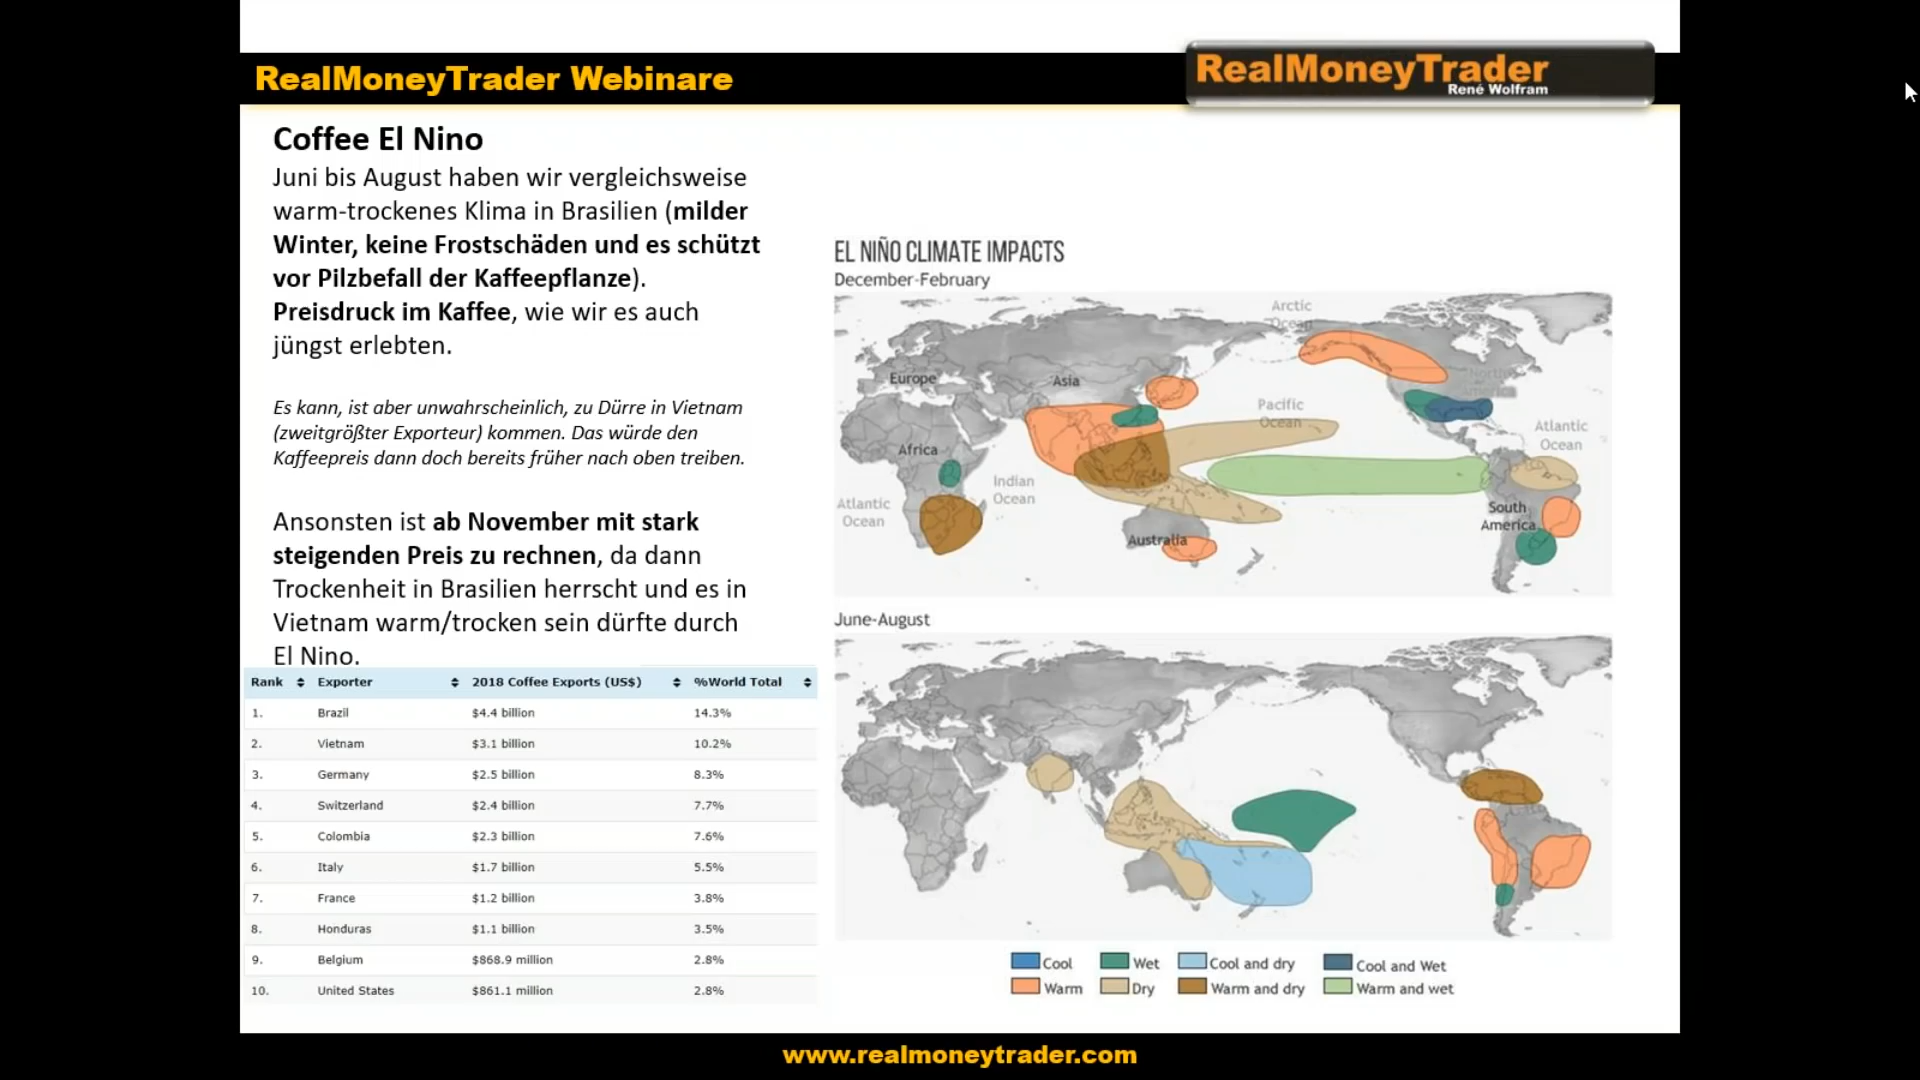 RealMoneyTrader Webinare
RealMoneyTrader
René Wolfram
Coffee El Nino
Juni bis August haben wir vergleichsweise
warm-trockenes Klima in Brasilien (milder
Winter, keine Frostschäden und es schützt
vor Pilzbefall der Kaffeepflanze).
Preisdruck im Kaffee, wie wir es auch
jüngst erlebten.
Es kann, ist aber unwahrscheinlich, zu Dürre in Vietnam
(zweitgrößter Exporteur) kommen. Das würde den
Kaffeepreis dann doch bereits früher nach oben treiben.
Ansonsten ist ab November mit stark
steigenden Preis zu rechnen, da dann
Trockenheit in Brasilien herrscht und es in
Vietnam warm/trocken sein dürfte durch
El Nino.
Rank Exporter 2018 Coffee Exports (US$) %World Total
1. Brazil $4.4 billion 14.3%
2. Vietnam $3.1 billion 10.2%
3. Germany $2.5 billion 8.3%
4. Switzerland $2.4 billion 7.7%
5. Colombia $2.3 billion 7.6%
6. Italy $1.7 billion 5.5%
7. France $1.2 billion 3.8%
8. Honduras $1.1 billion 3.5%
9. Belgium $868.9 million 2.8%
10. United States $861.1 million 2.8%
EL NIÑO CLIMATE IMPACTS
December-February
Arctic
Ocean
Europe
Asia
North
America
Pacific
Ocean
Atlantic
Ocean
Africa
Indian
Ocean
Atlantic
Ocean
South
America
Australia
June-August
Cool Wet Cool and dry Cool and Wet
Warm Dry Warm and dry Warm and wet
www.realmoneytrader.com